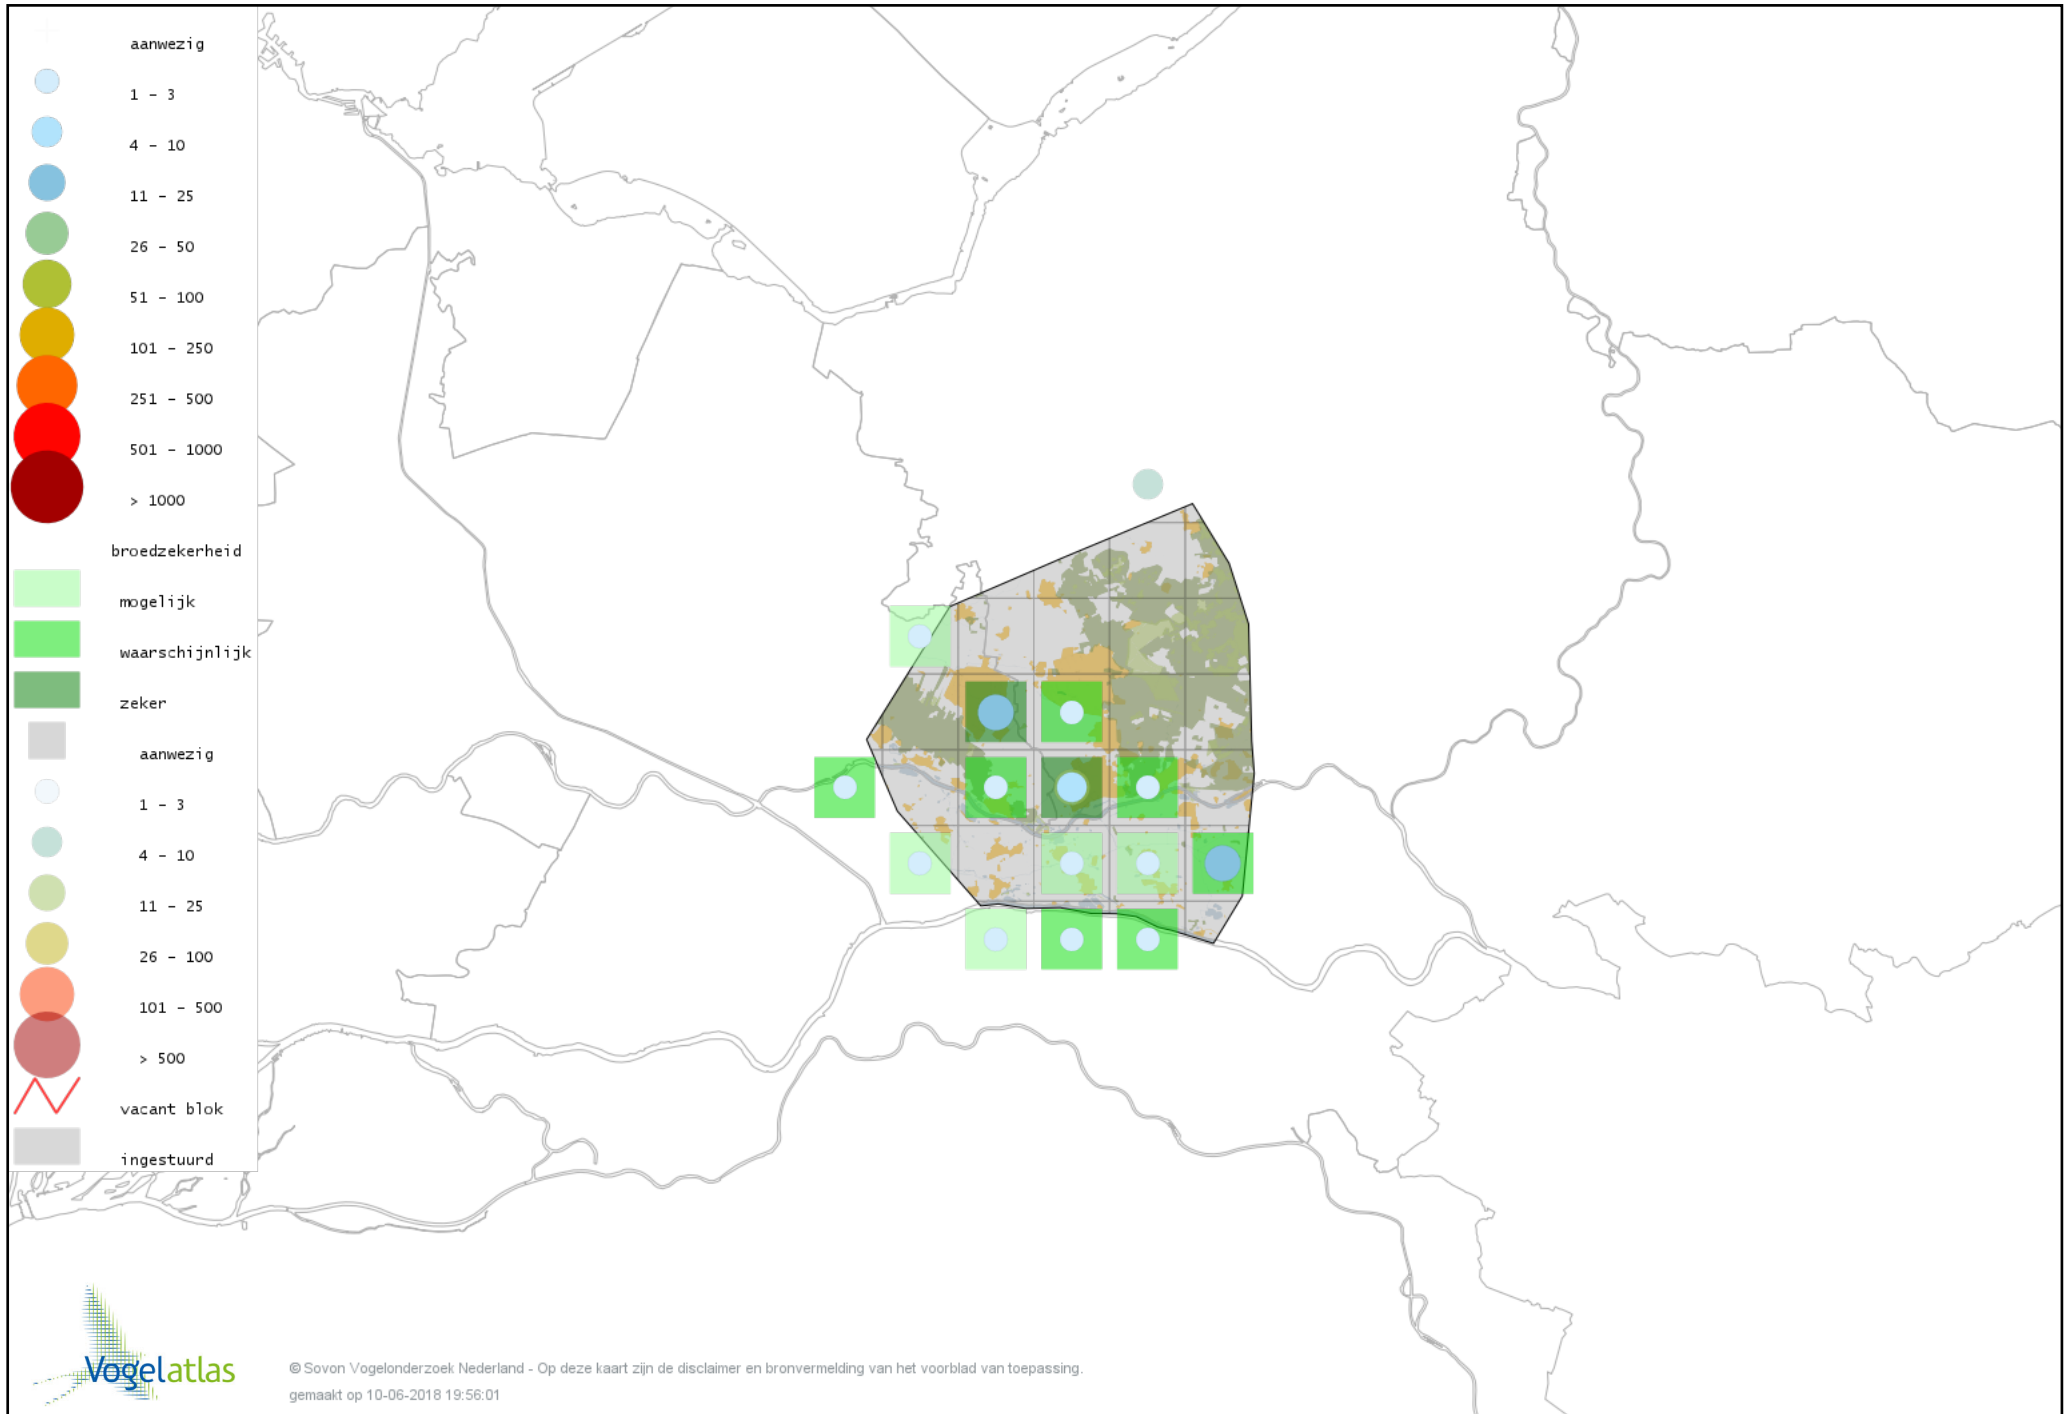 aanwezig
1 - 3
4 - 10
11 - 25
26 - 50
51 - 100
101 - 250
251 - 500
501 - 1000
> 1000
broedzekerheid
mogelijk
waarschijnlijk
zeker
aanwezig
1 - 3
4 - 10
11 - 25
26 - 100
101 - 500
> 500
vacant blok
ingestuurd
Vogelatlas
© Sovon Vogelonderzoek Nederland - Op deze kaart zijn de disclaimer en bronvermelding van het voorblad van toepassing.
gemaakt op 10-06-2018 19:56:01